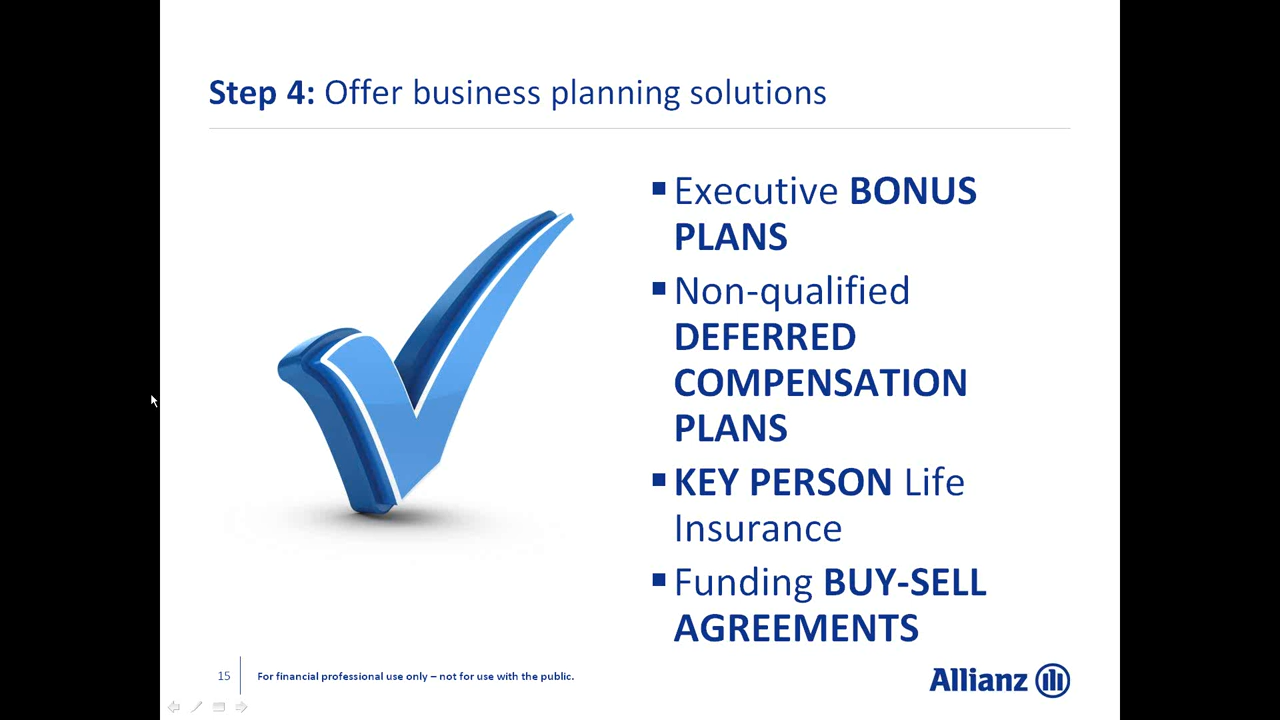 Step 4: Offer business planning solutions
▪ Executive BONUS
PLANS
▪ Non-qualified
DEFERRED
COMPENSATION
PLANS
▪ KEY PERSON Life
Insurance
▪ Funding BUY-SELL
AGREEMENTS
15
For financial professional use only – not for use with the public.
Allianz